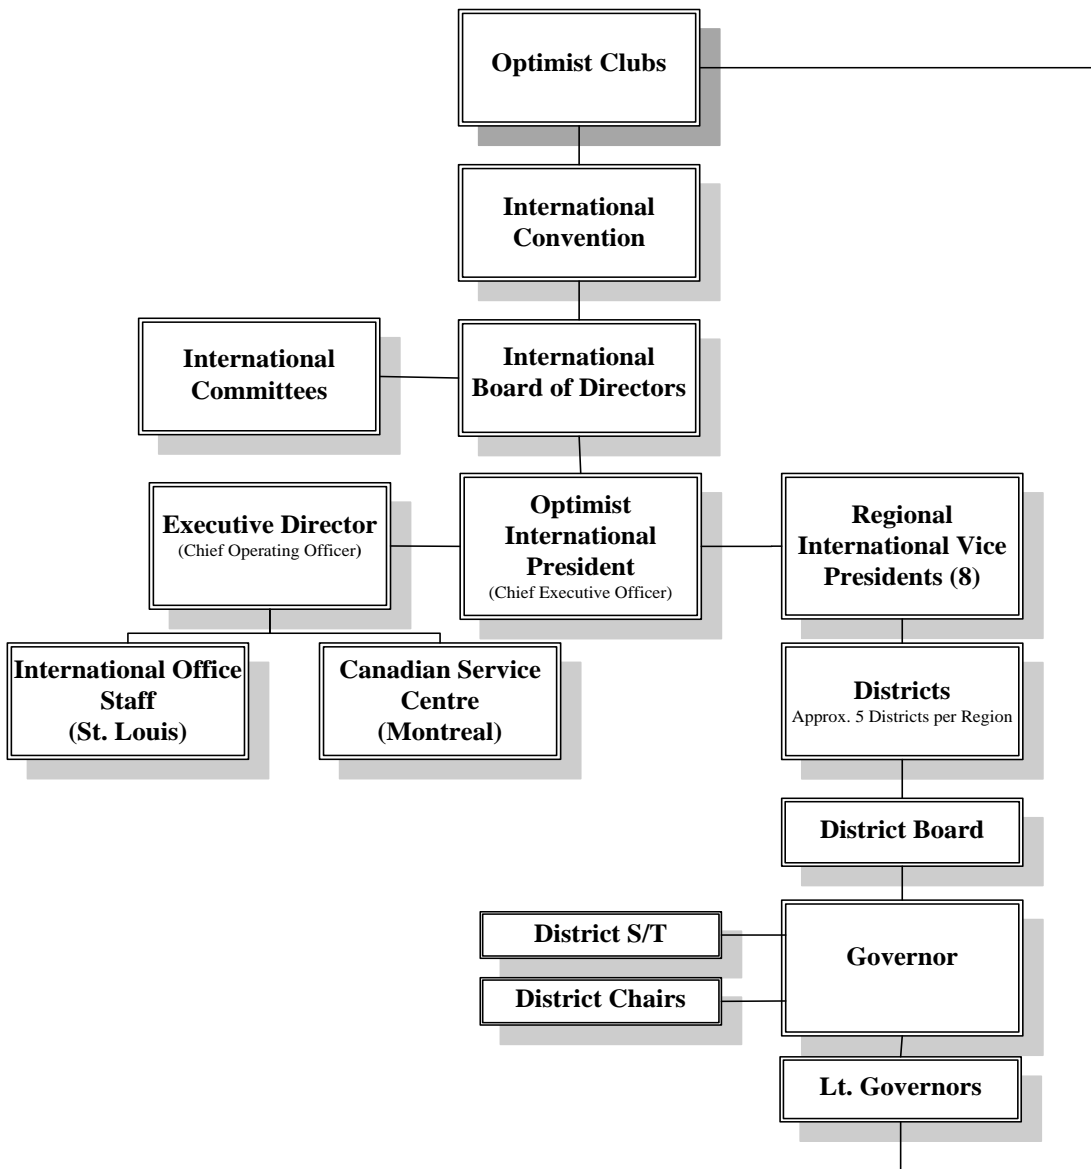 Optimist Clubs
International
Convention
International
Committees
International
Board of Directors
Executive Director
(Chief Operating Officer)
Optimist
International
President
(Chief Executive Officer)
Regional
International Vice
Presidents (8)
International Office
Staff
(St. Louis)
Canadian Service
Centre
(Montreal)
Districts
Approx. 5 Districts per Region
District Board
District S/T
Governor
District Chairs
Lt. Governors